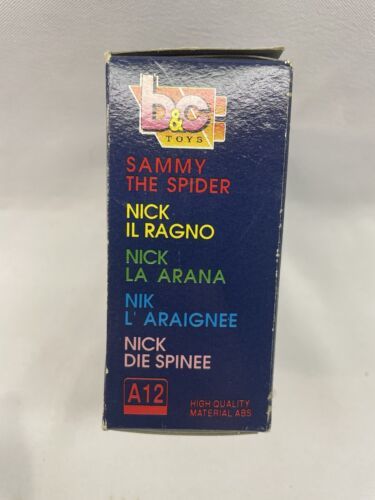 b&c
TOYS
SAMMY
THE SPIDER
NICK
IL RAGNO
NICK
LA ARANA
NIK
L' ARAIGNEE
NICK
DIE SPINEE
A12
HIGH QUALITY
MATERIAL ABS